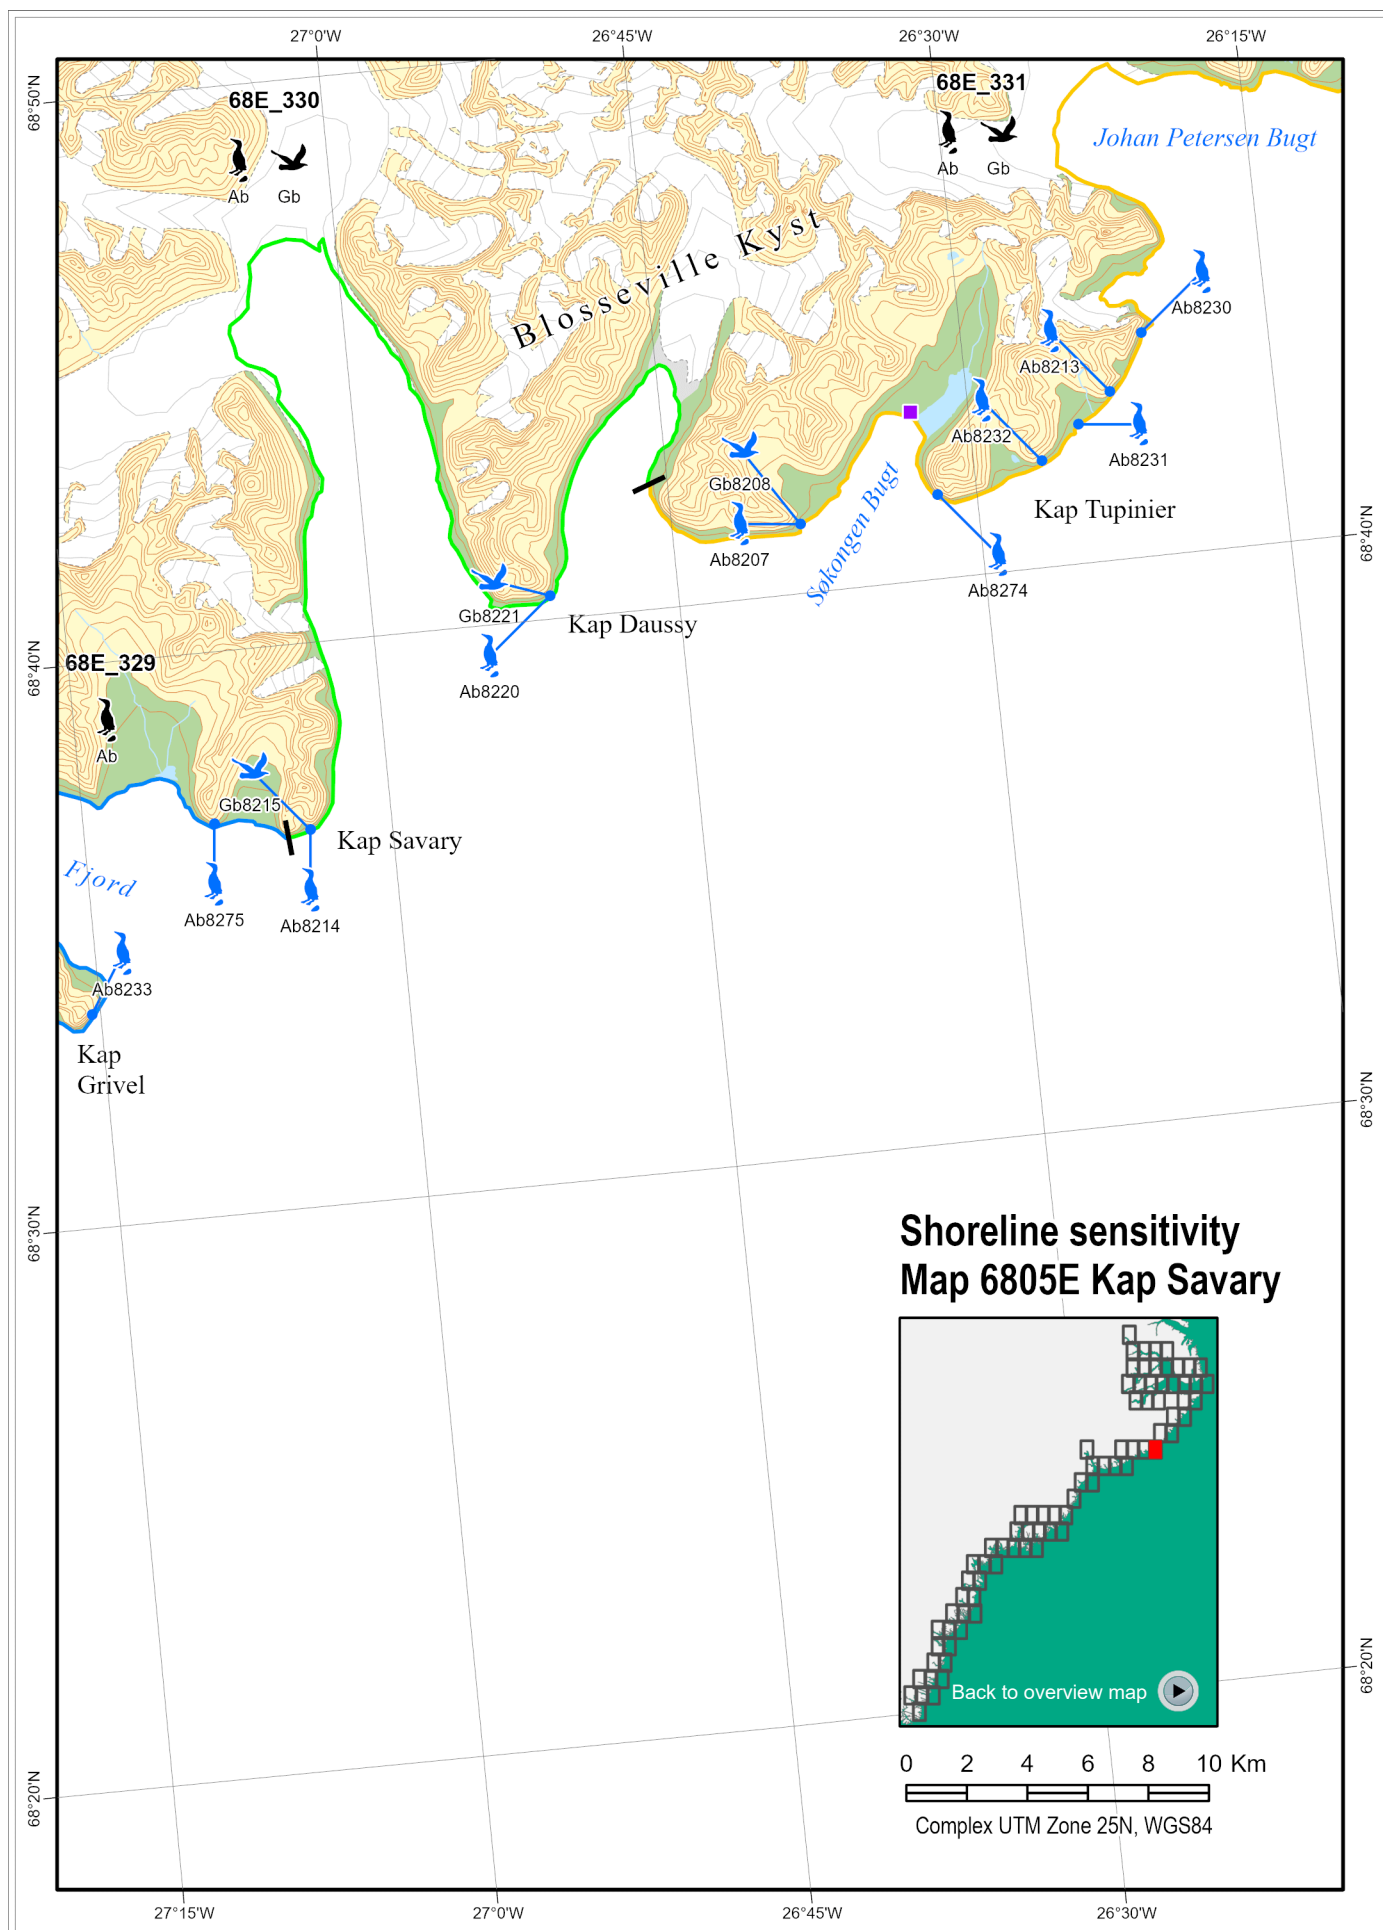 27°0'W
26°45'W
26°30'W
26°15'W
68°50'N
68E_330
68E_331
Johan Petersen Bugt
Ab
Gb
Ab
Gb
Blosseville Kyst
Ab8230
Ab8213
Ab8232
Ab8231
Gb8208
Kap Tupinier
Søkongen Bugt
68°40'N
Ab8207
Ab8274
Gb8221
Kap Daussy
68°40'N
68E_329
Ab8220
Ab
Gb8215
Kap Savary
Fjord
Ab8275
Ab8214
Ab8233
Kap
Grivel
68°30'N
68°30'N
Shoreline sensitivity
Map 6805E Kap Savary
68°20'N
Back to overview map
0 2 4 6 8 10 Km
68°20'N
Complex UTM Zone 25N, WGS84
27°15'W
27°0'W
26°45'W
26°30'W